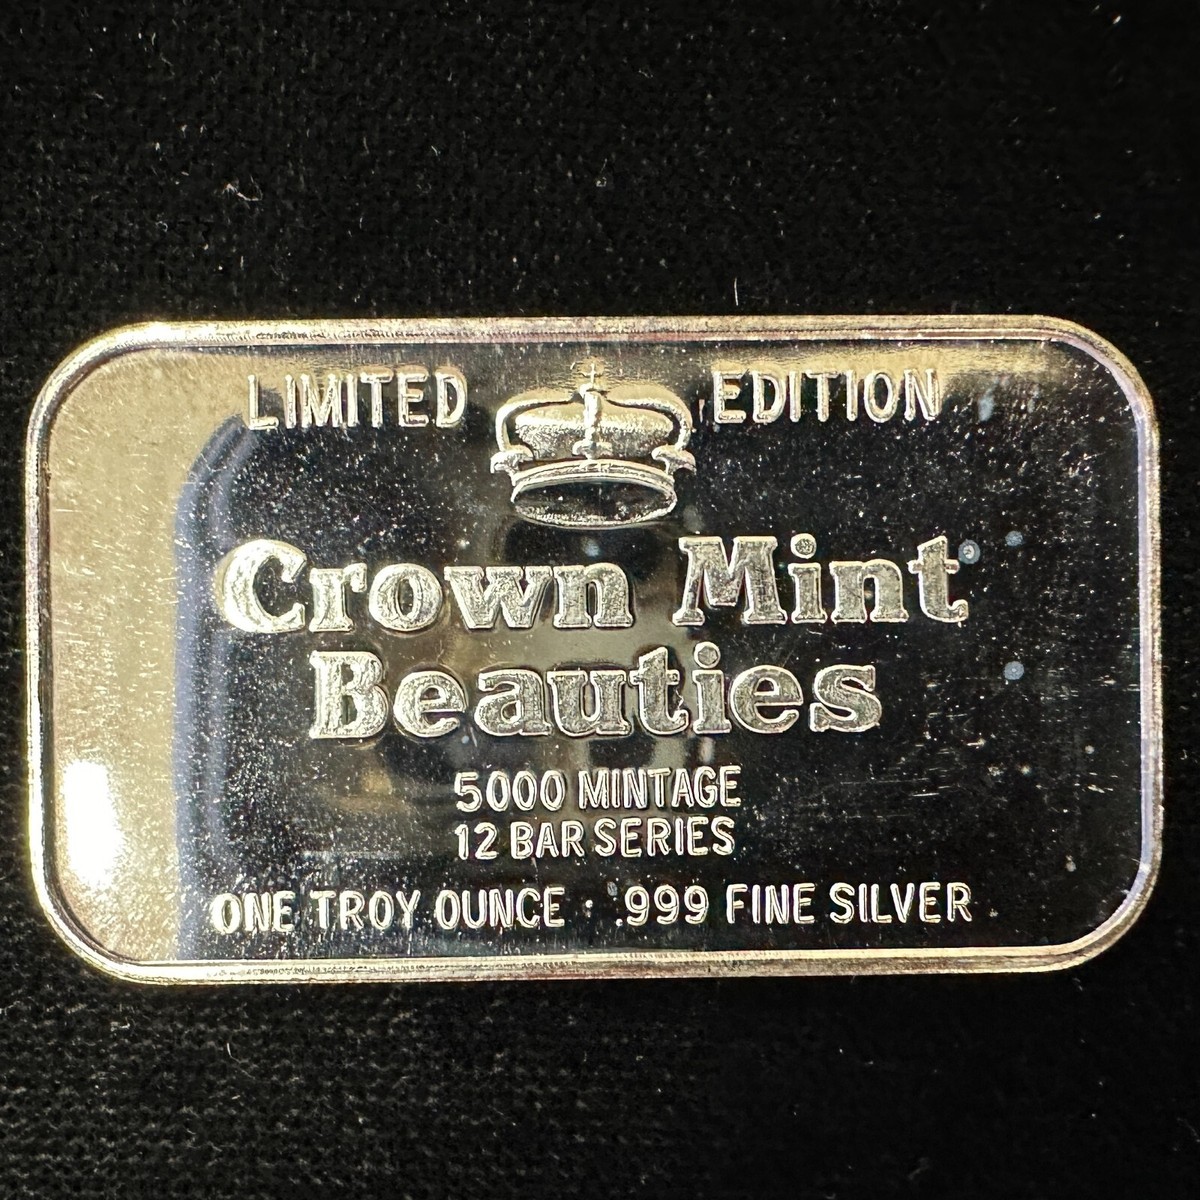 LIMITED EDITION
Crown Mint
Beauties
5000 MINTAGE
12 BAR SERIES
ONE TROY OUNCE · .999 FINE SILVER